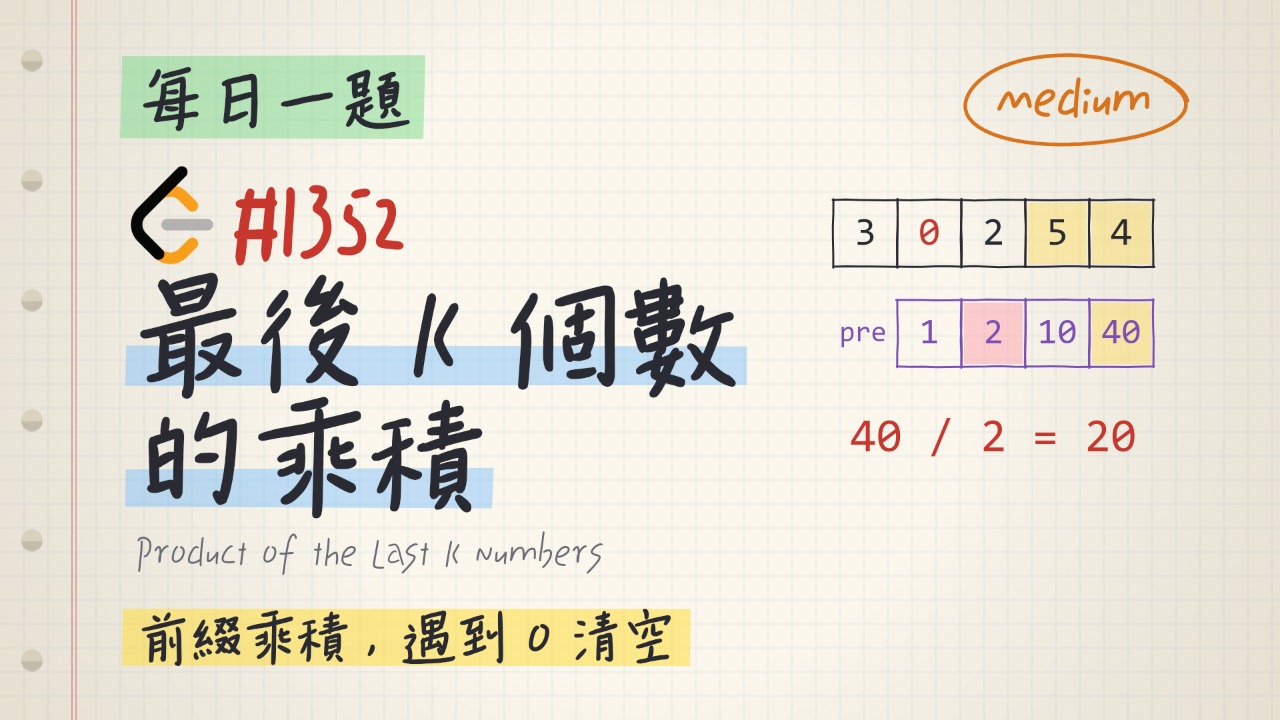 每日一題
medium
#1352
最後 K 個數
的乘積
Product of the Last K Numbers
前綴乘積，遇到 0 清空
3 0 2 5 4
pre 1 2 10 40
40 / 2 = 20